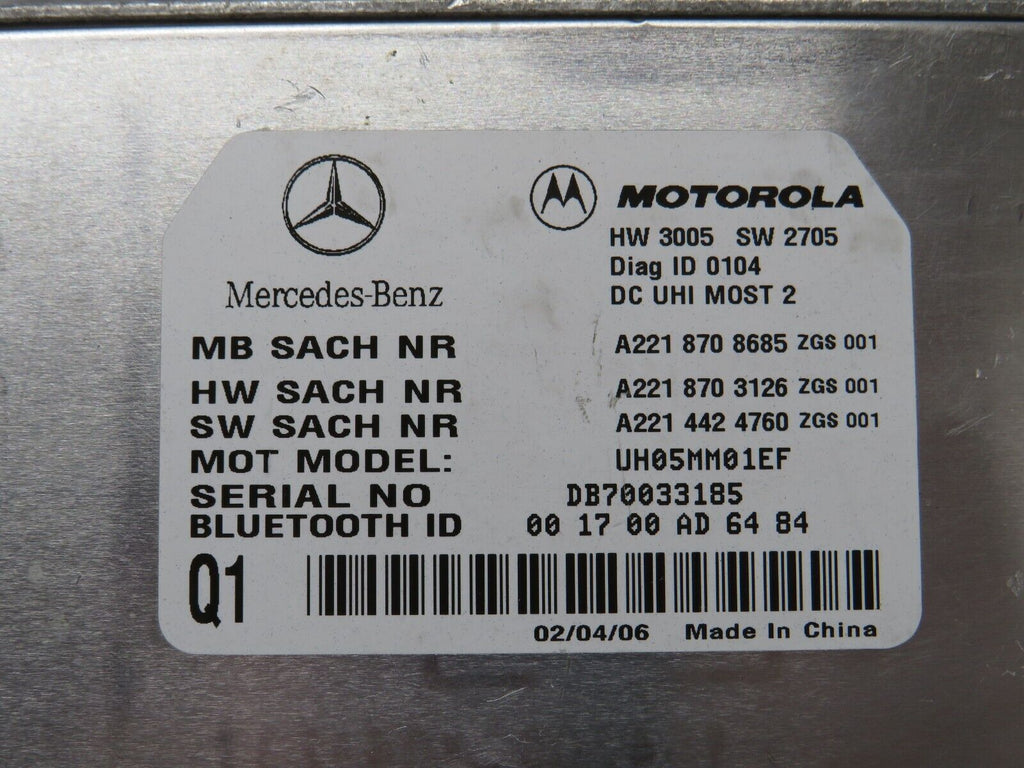 Mercedes-Benz
MOTOROLA
HW 3005 SW 2705
Diag ID 0104
DC UHI MOST 2
MB SACH NR A221 870 8685 ZGS 001
HW SACH NR A221 870 3126 ZGS 001
SW SACH NR A221 442 4760 ZGS 001
MOT MODEL: UH05MM01EF
SERIAL NO DB70033185
BLUETOOTH ID 00 17 00 AD 64 84
Q1
02/04/06 Made In China